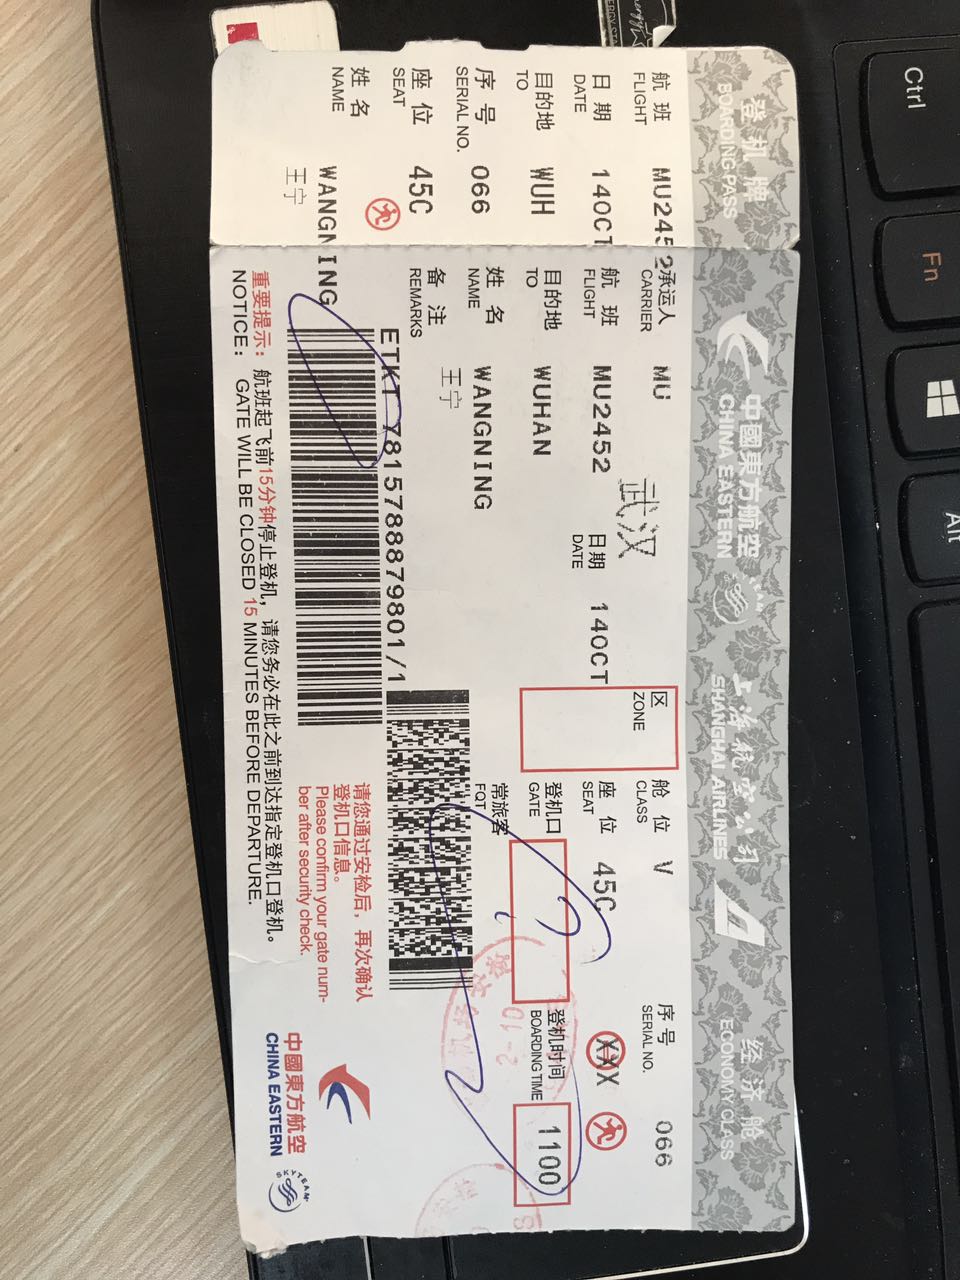 登机牌
BOARDING PASS
航班 FLIGHT MU2452
日期 DATE 14OCT
目的地 TO WUH
序号 SERIAL NO. 066
座位 SEAT 45C
姓名 NAME WANGNING
王宁
中國東方航空
CHINA EASTERN
SKYTEAM
上海航空公司
SHANGHAI AIRLINES
经济舱
ECONOMY CLASS
承运人 CARRIER MU
武汉
区 ZONE
舱位 CLASS V
序号 SERIAL NO. 066
航班 FLIGHT MU2452
日期 DATE 14OCT
座位 SEAT 45C
XXX
目的地 TO WUHAN
登机口 GATE
登机时间 BOARDING TIME 1100
姓名 NAME WANGNING
王宁
常旅客 FQT
备注 REMARKS
ETKT 7815788879801/1
请您通过安检后，再次确认
登机口信息。
Please confirm your gate num-
ber after security check.
重要提示：航班起飞前15分钟停止登机，请您务必在此之前到达指定登机口登机。
NOTICE: GATE WILL BE CLOSED 15 MINUTES BEFORE DEPARTURE.
中國東方航空
CHINA EASTERN
SKYTEAM
Ctrl
Fn
Alt